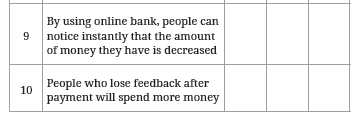 9
By using online bank, people can
notice instantly that the amount
of money they have is decreased
10
People who lose feedback after
payment will spend more money